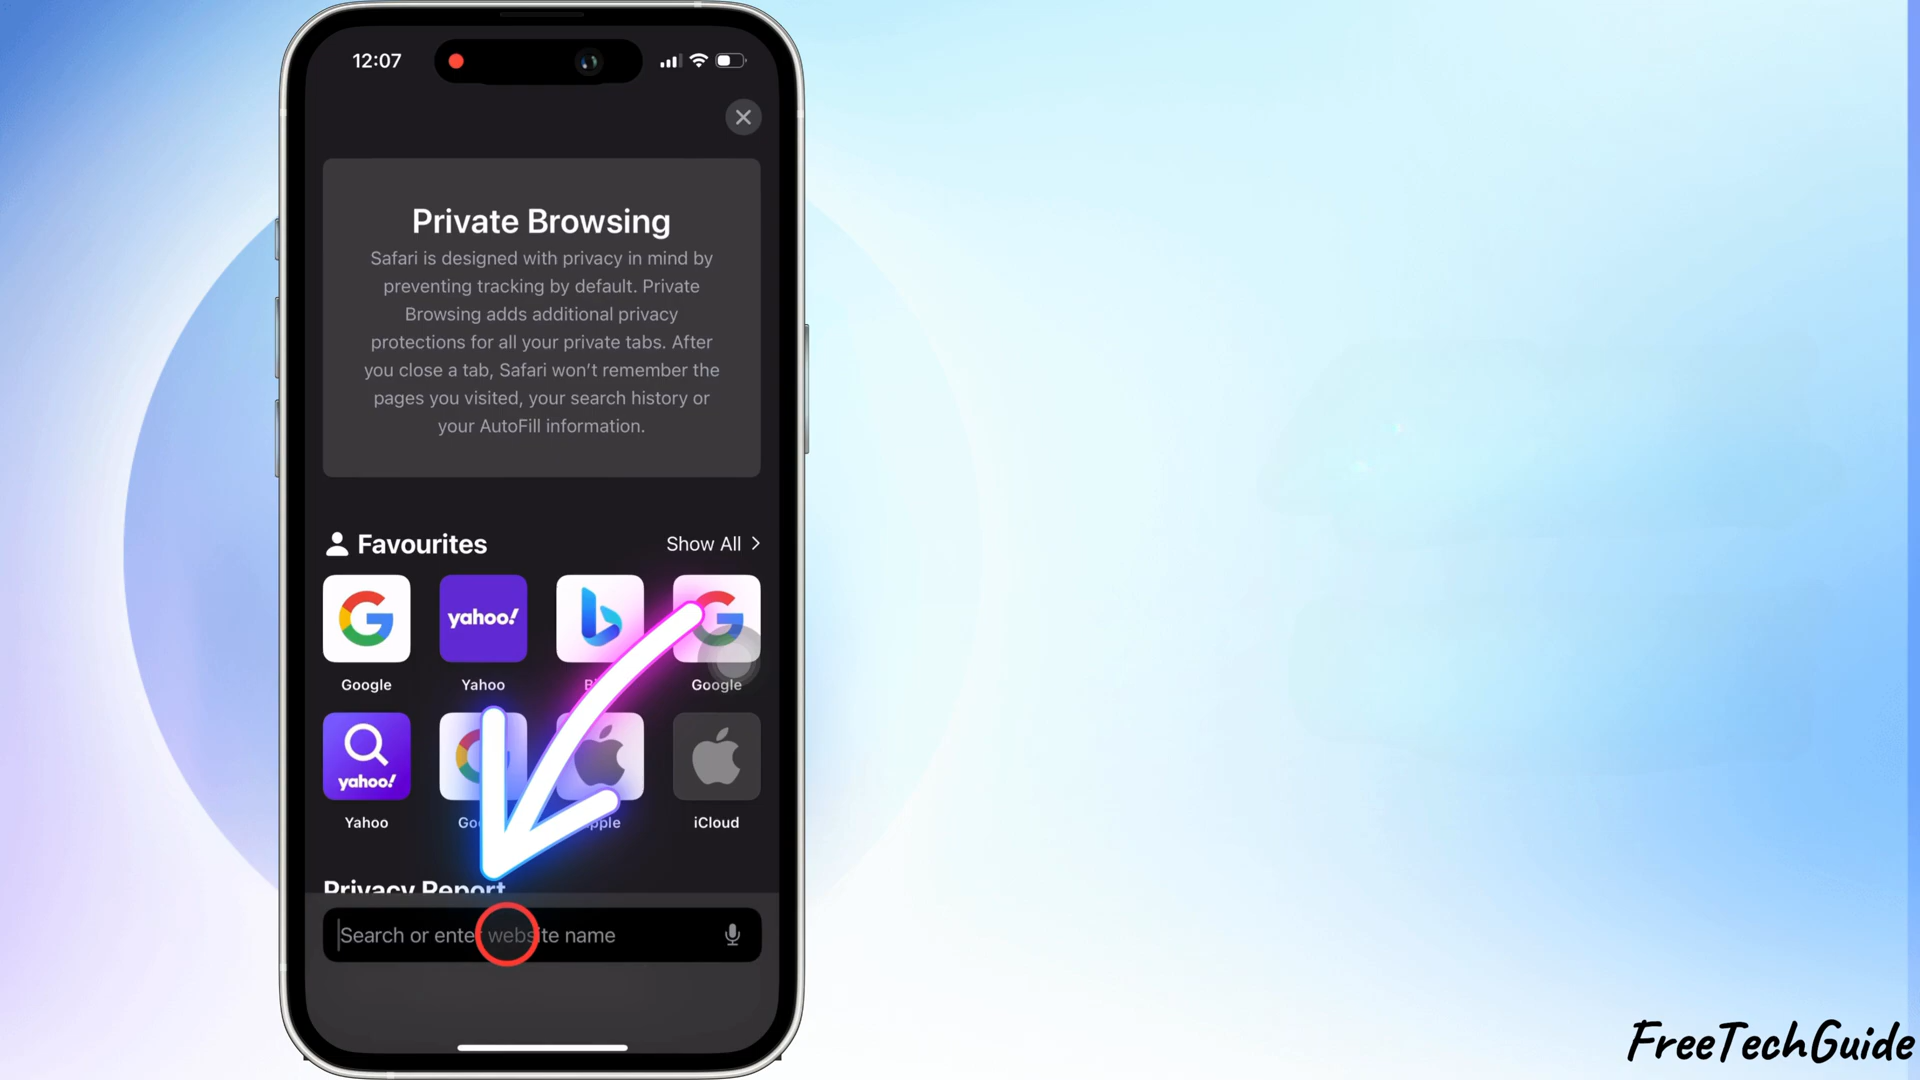 12:07
Private Browsing
Safari is designed with privacy in mind by
preventing tracking by default. Private
Browsing adds additional privacy
protections for all your private tabs. After
you close a tab, Safari won't remember the
pages you visited, your search history or
your AutoFill information.
Favourites
Show All
yahoo!
Google
Yahoo
Google
yahoo!
Yahoo
iCloud
Privacy Report
Search or enter website name
FreeTechGuide